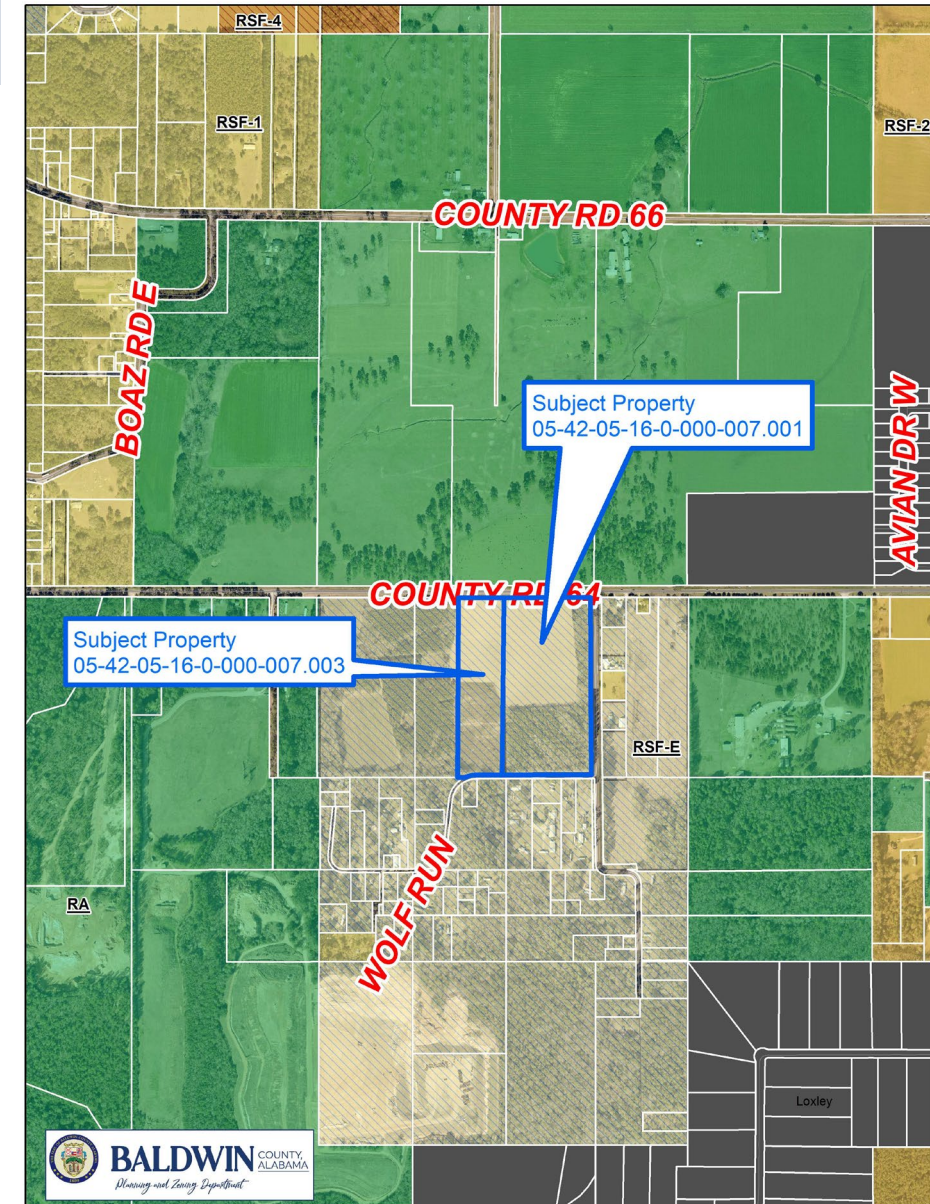 RSF-4
RSF-1
RSF-2
COUNTY RD 66
BOAZ RD E
Subject Property
05-42-05-16-0-000-007.001
AVIAN DR W
COUNTY RD 64
Subject Property
05-42-05-16-0-000-007.003
RSF-E
WOLF RUN
RA
Loxley
BALDWIN COUNTY, ALABAMA
Planning and Zoning Department